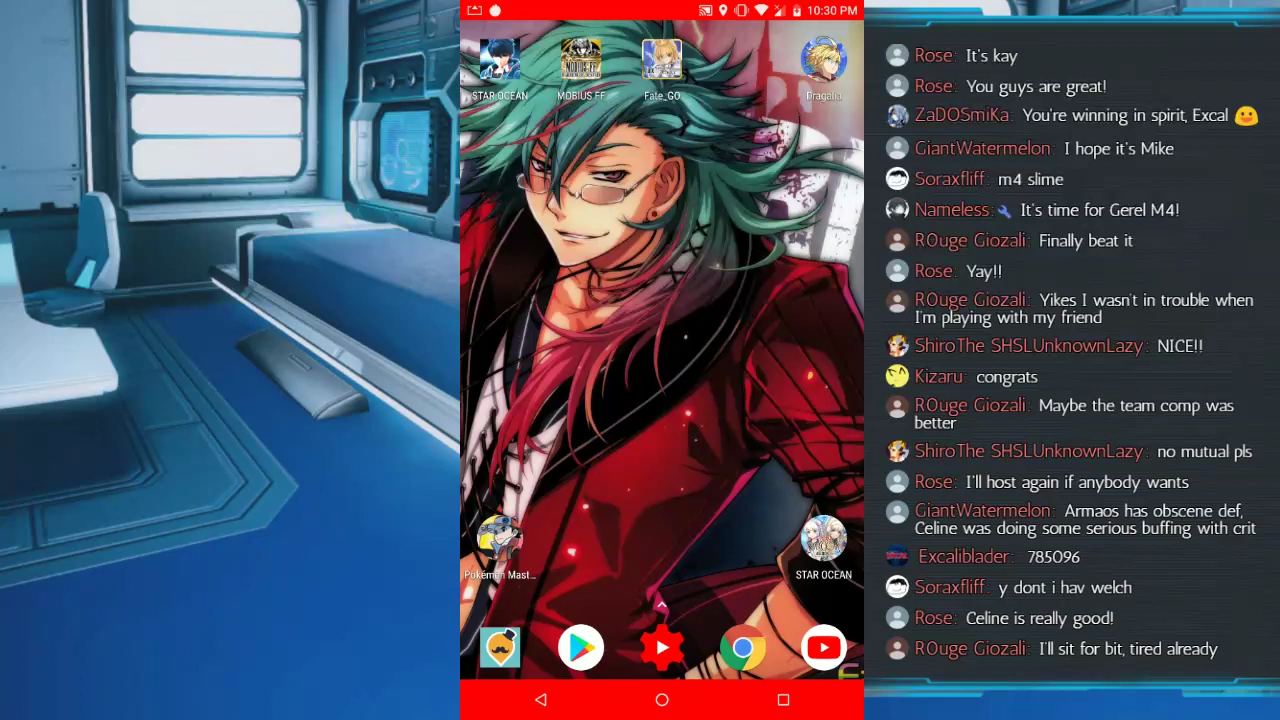 10:30 PM
STAR OCEAN
MOBIUS FF
Fate_GO
Dragalia
Pokémon Mast...
STAR OCEAN
Rose: It's kay
Rose: You guys are great!
ZaDOSmiKa: You're winning in spirit, Excal
GiantWatermelon: I hope it's Mike
Soraxfliff: m4 slime
Nameless: It's time for Gerel M4!
R0uge Giozali: Finally beat it
Rose: Yay!!
R0uge Giozali: Yikes I wasn't in trouble when
I'm playing with my friend
ShiroThe SHSLUnknownLazy: NICE!!
Kizaru: congrats
R0uge Giozali: Maybe the team comp was
better
ShiroThe SHSLUnknownLazy: no mutual pls
Rose: I'll host again if anybody wants
GiantWatermelon: Armaos has obscene def,
Celine was doing some serious buffing with crit
Excaliblader: 785096
Soraxfliff: y dont i hav welch
Rose: Celine is really good!
R0uge Giozali: I'll sit for bit, tired already